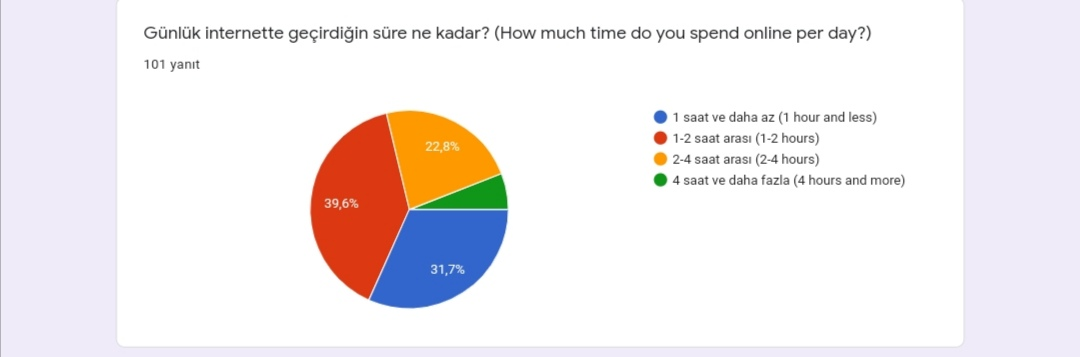 Günlük internette geçirdiğin süre ne kadar? (How much time do you spend online per day?)
101 yanıt
1 saat ve daha az (1 hour and less)
1-2 saat arası (1-2 hours)
2-4 saat arası (2-4 hours)
4 saat ve daha fazla (4 hours and more)
22,8%
39,6%
31,7%